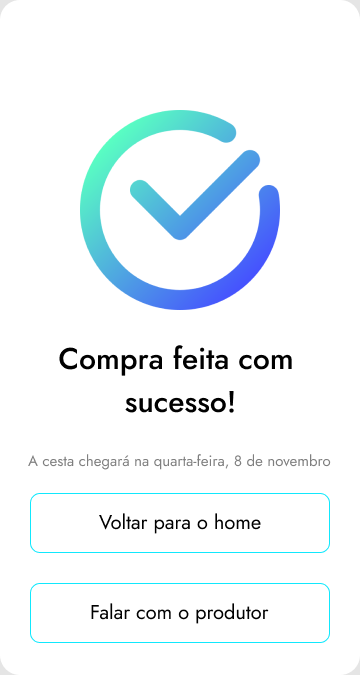 Compra feita com
sucesso!
A cesta chegará na quarta-feira, 8 de novembro
Voltar para o home
Falar com o produtor